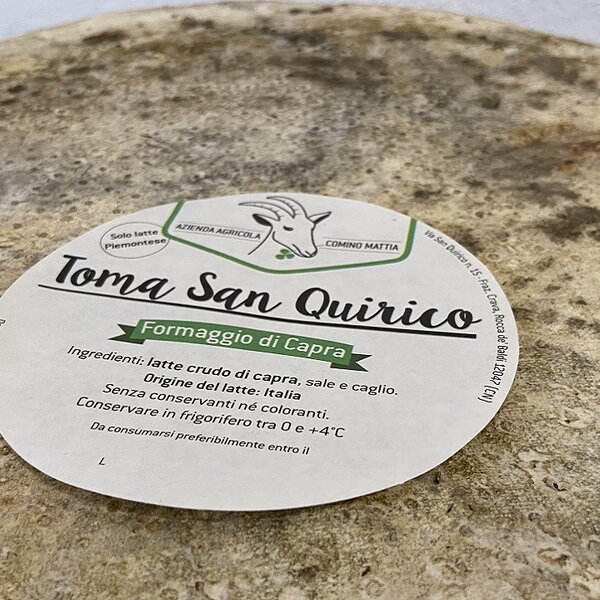 Solo latte
Piemontese
AZIENDA AGRICOLA
COMINO MATTIA
Via San Quirico n. 15 - Fraz. Crava, Rocca de' Baldi 12047 (CN)
Toma San Quirico
Formaggio di Capra
Ingredienti: latte crudo di capra, sale e caglio.
Origine del latte: Italia
Senza conservanti né coloranti.
Conservare in frigorifero tra 0 e +4°C
Da consumarsi preferibilmente entro il
L